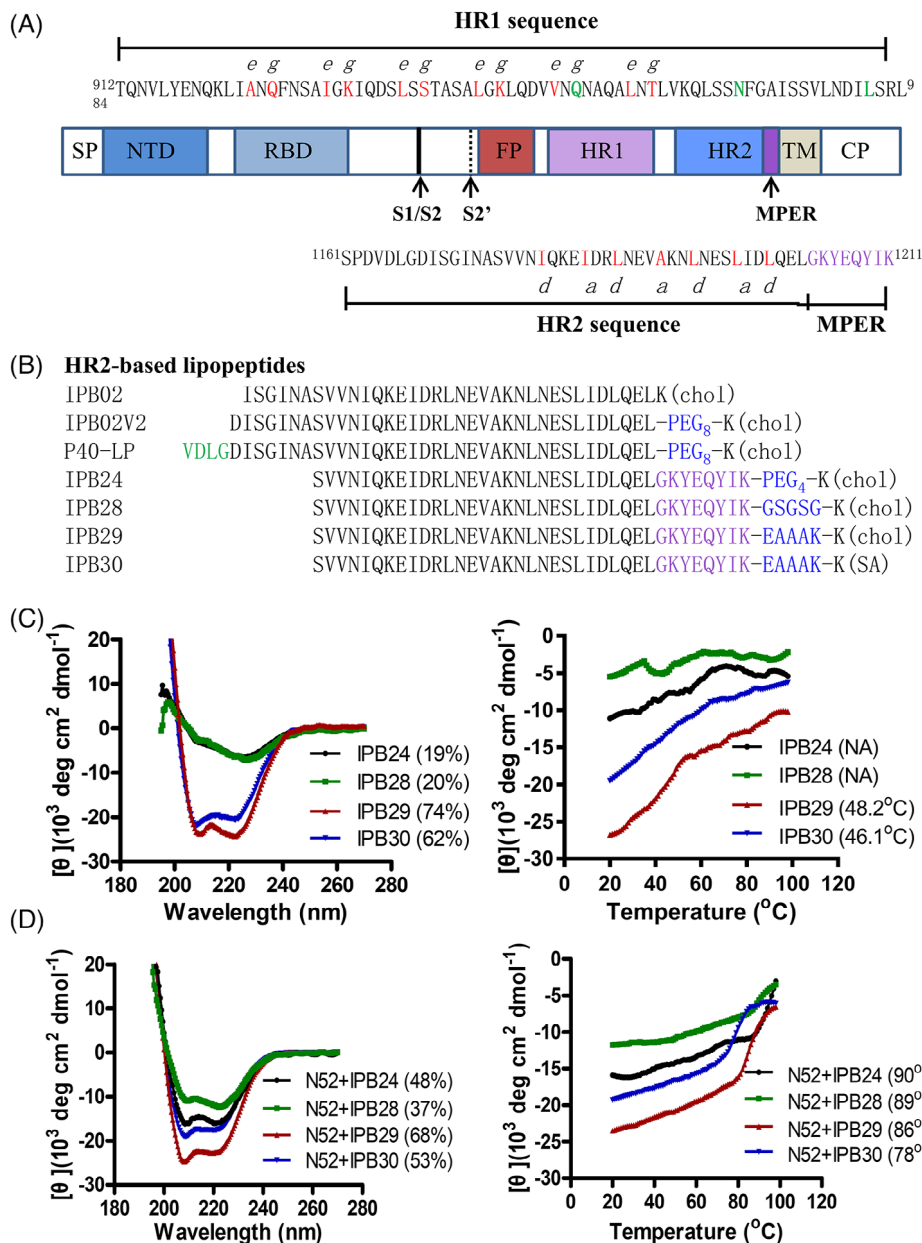 (A)
HR1 sequence
e g e g e g e g e g e g
912TQNVLYENQKLIANQFNSAIGKIQDSLSSTASALGKLQDVVNQNAQALNTLVKQLSSNFGAISSVLNDILSRL9
84
SP NTD RBD FP HR1 HR2 TM CP
S1/S2 S2' MPER
1161SPDVDLGDISGINASVVNIQKEIDRLNEVAKNLNESLIDLQELGKYEQYIK1211
d a d a d a d
HR2 sequence MPER
(B) HR2-based lipopeptides
IPB02 ISGINASVVNIQKEIDRLNEVAKNLNESLIDLQELK(chol)
IPB02V2 DISGINASVVNIQKEIDRLNEVAKNLNESLIDLQEL-PEG8-K(chol)
P40-LP VDLGDISGINASVVNIQKEIDRLNEVAKNLNESLIDLQEL-PEG8-K(chol)
IPB24 SVVNIQKEIDRLNEVAKNLNESLIDLQELGKYEQYIK-PEG4-K(chol)
IPB28 SVVNIQKEIDRLNEVAKNLNESLIDLQELGKYEQYIK-GSGSG-K(chol)
IPB29 SVVNIQKEIDRLNEVAKNLNESLIDLQELGKYEQYIK-EAAAK-K(chol)
IPB30 SVVNIQKEIDRLNEVAKNLNESLIDLQELGKYEQYIK-EAAAK-K(SA)
(C)
[θ](10³ deg cm² dmol⁻¹)
20
10
0
-10
-20
-30
180 200 220 240 260 280
Wavelength (nm)
IPB24 (19%)
IPB28 (20%)
IPB29 (74%)
IPB30 (62%)
[θ](10³ deg cm² dmol⁻¹)
0
-5
-10
-15
-20
-25
-30
0 20 40 60 80 100 120
Temperature (°C)
IPB24 (NA)
IPB28 (NA)
IPB29 (48.2°C)
IPB30 (46.1°C)
(D)
[θ](10³ deg cm² dmol⁻¹)
20
10
0
-10
-20
-30
180 200 220 240 260 280
Wavelength (nm)
N52+IPB24 (48%)
N52+IPB28 (37%)
N52+IPB29 (68%)
N52+IPB30 (53%)
[θ](10³ deg cm² dmol⁻¹)
0
-5
-10
-15
-20
-25
-30
0 20 40 60 80 100 120
Temperature (°C)
N52+IPB24 (90°
N52+IPB28 (89°
N52+IPB29 (86°
N52+IPB30 (78°